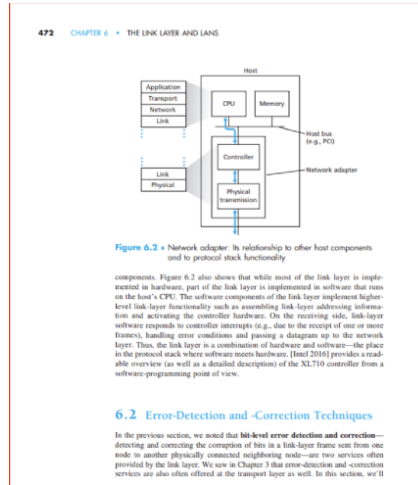 472 CHAPTER 6 • THE LINK LAYER AND LANS
Host
Application
Transport
Network
Link
CPU
Memory
Host bus
(e.g., PCI)
Controller
Network adapter
Link
Physical
Physical
transmission
Figure 6.2 • Network adapter: Its relationship to other host components
and to protocol stack functionality
components. Figure 6.2 also shows that while most of the link layer is imple-
mented in hardware, part of the link layer is implemented in software that runs
on the host's CPU. The software components of the link layer implement higher-
level link-layer functionality such as assembling link-layer addressing informa-
tion and activating the controller hardware. On the receiving side, link-layer
software responds to controller interrupts (e.g., due to the receipt of one or more
frames), handling error conditions and passing a datagram up to the network
layer. Thus, the link layer is a combination of hardware and software—the place
in the protocol stack where software meets hardware. [Intel 2016] provides a read-
able overview (as well as a detailed description) of the XL710 controller from a
software-programming point of view.
6.2 Error-Detection and -Correction Techniques
In the previous section, we noted that bit-level error detection and correction—
detecting and correcting the corruption of bits in a link-layer frame sent from one
node to another physically connected neighboring node—are two services often
provided by the link layer. We saw in Chapter 3 that error-detection and -correction
services are also often offered at the transport layer as well. In this section, we'll